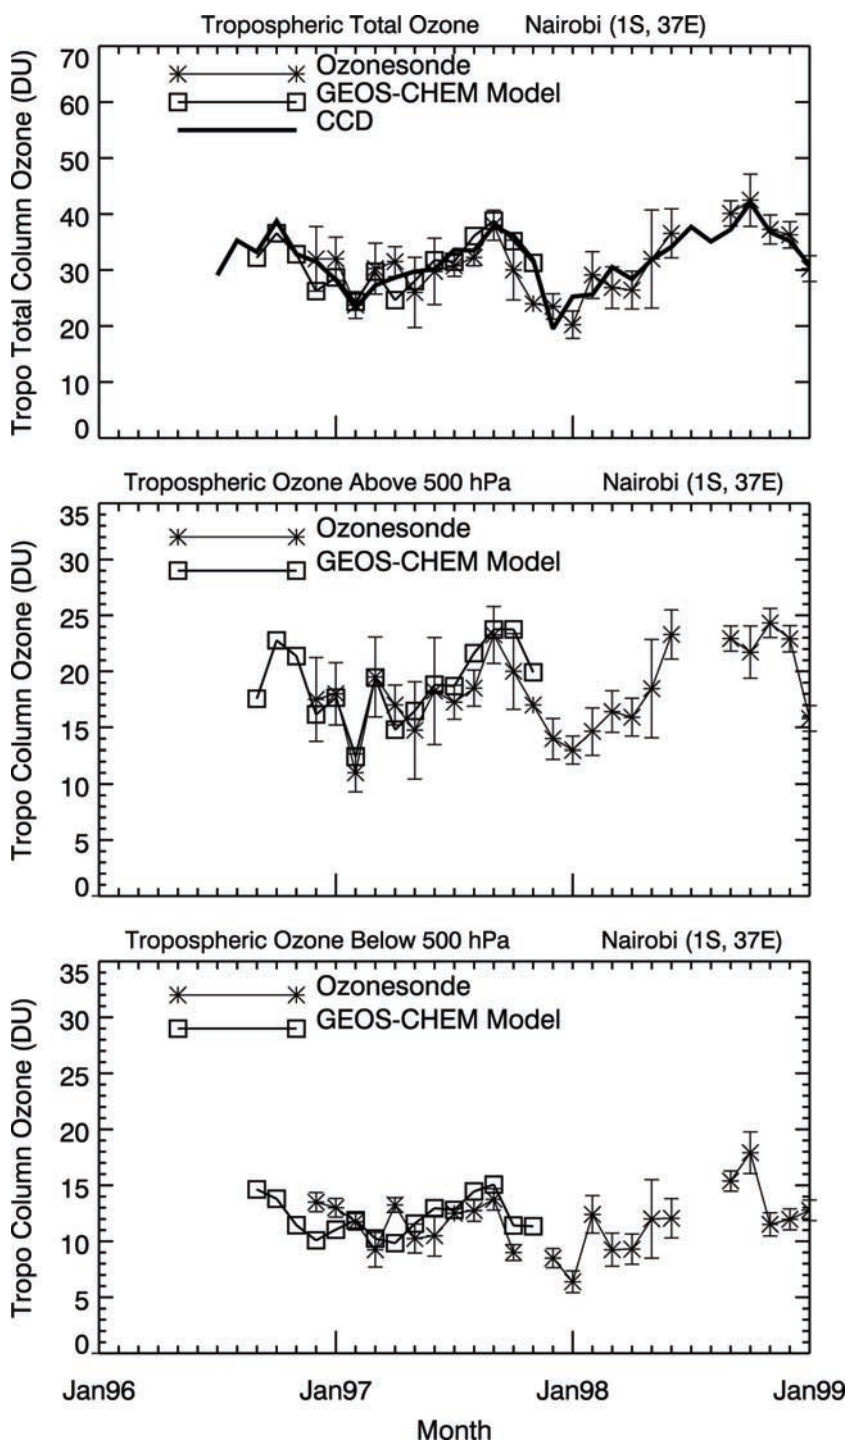 Tropospheric Total Ozone Nairobi (1S, 37E)
Tropo Total Column Ozone (DU)
70
60
50
40
30
20
10
0
Ozonesonde
GEOS-CHEM Model
CCD
Tropospheric Ozone Above 500 hPa Nairobi (1S, 37E)
Tropo Column Ozone (DU)
35
30
25
20
15
10
5
0
Ozonesonde
GEOS-CHEM Model
Tropospheric Ozone Below 500 hPa Nairobi (1S, 37E)
Tropo Column Ozone (DU)
35
30
25
20
15
10
5
0
Ozonesonde
GEOS-CHEM Model
Jan96 Jan97 Jan98 Jan99
Month